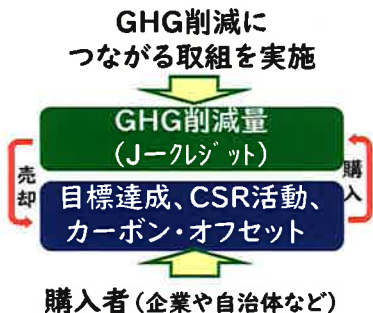 GHG削減に
つながる取組を実施
GHG削減量
(J－クレジット)
売却
購入
目標達成、CSR活動、
カーボン・オフセット
購入者(企業や自治体など)